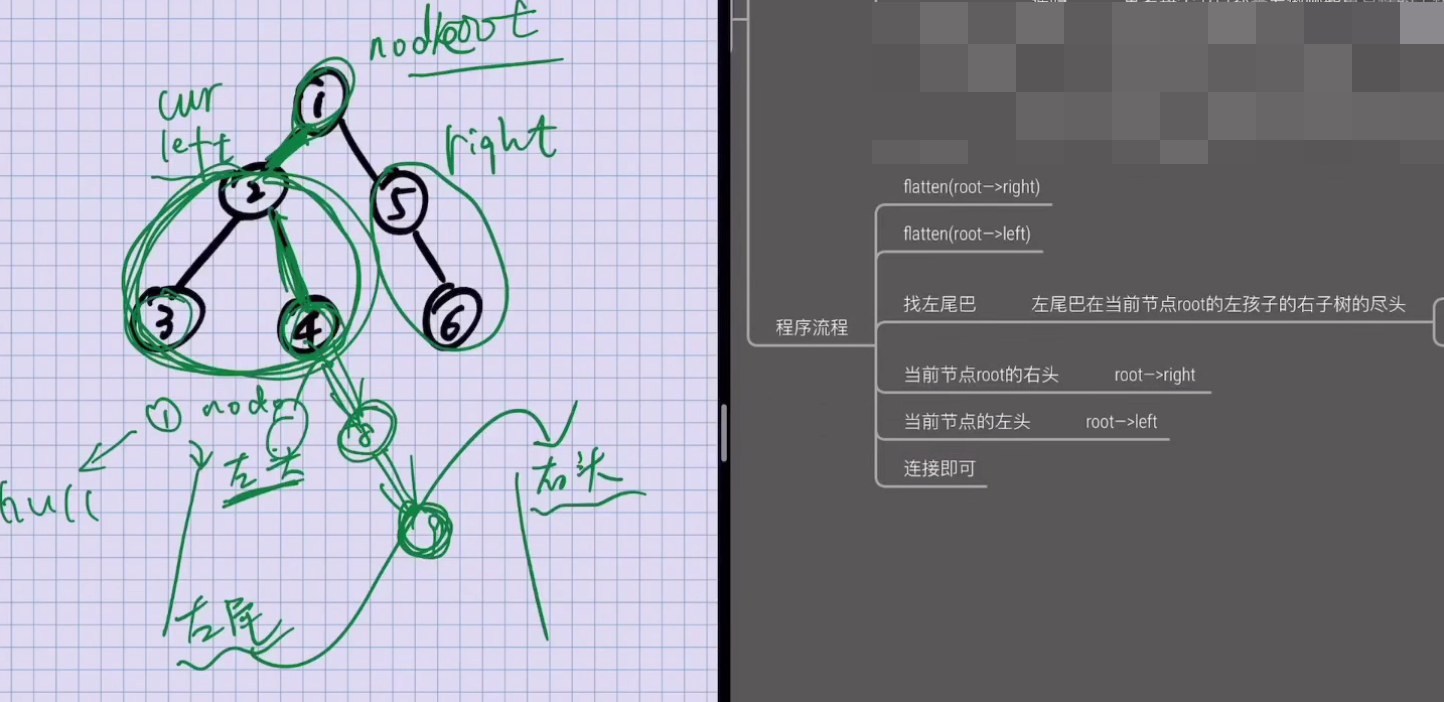 node root
cur
left
right
1
2
5
3
4
6
① node
8
null
左头
右头
9
左尾
flatten(root—>right)
flatten(root—>left)
找左尾巴 左尾巴在当前节点root的左孩子的右子树的尽头
程序流程
当前节点root的右头 root—>right
当前节点的左头 root—>left
连接即可